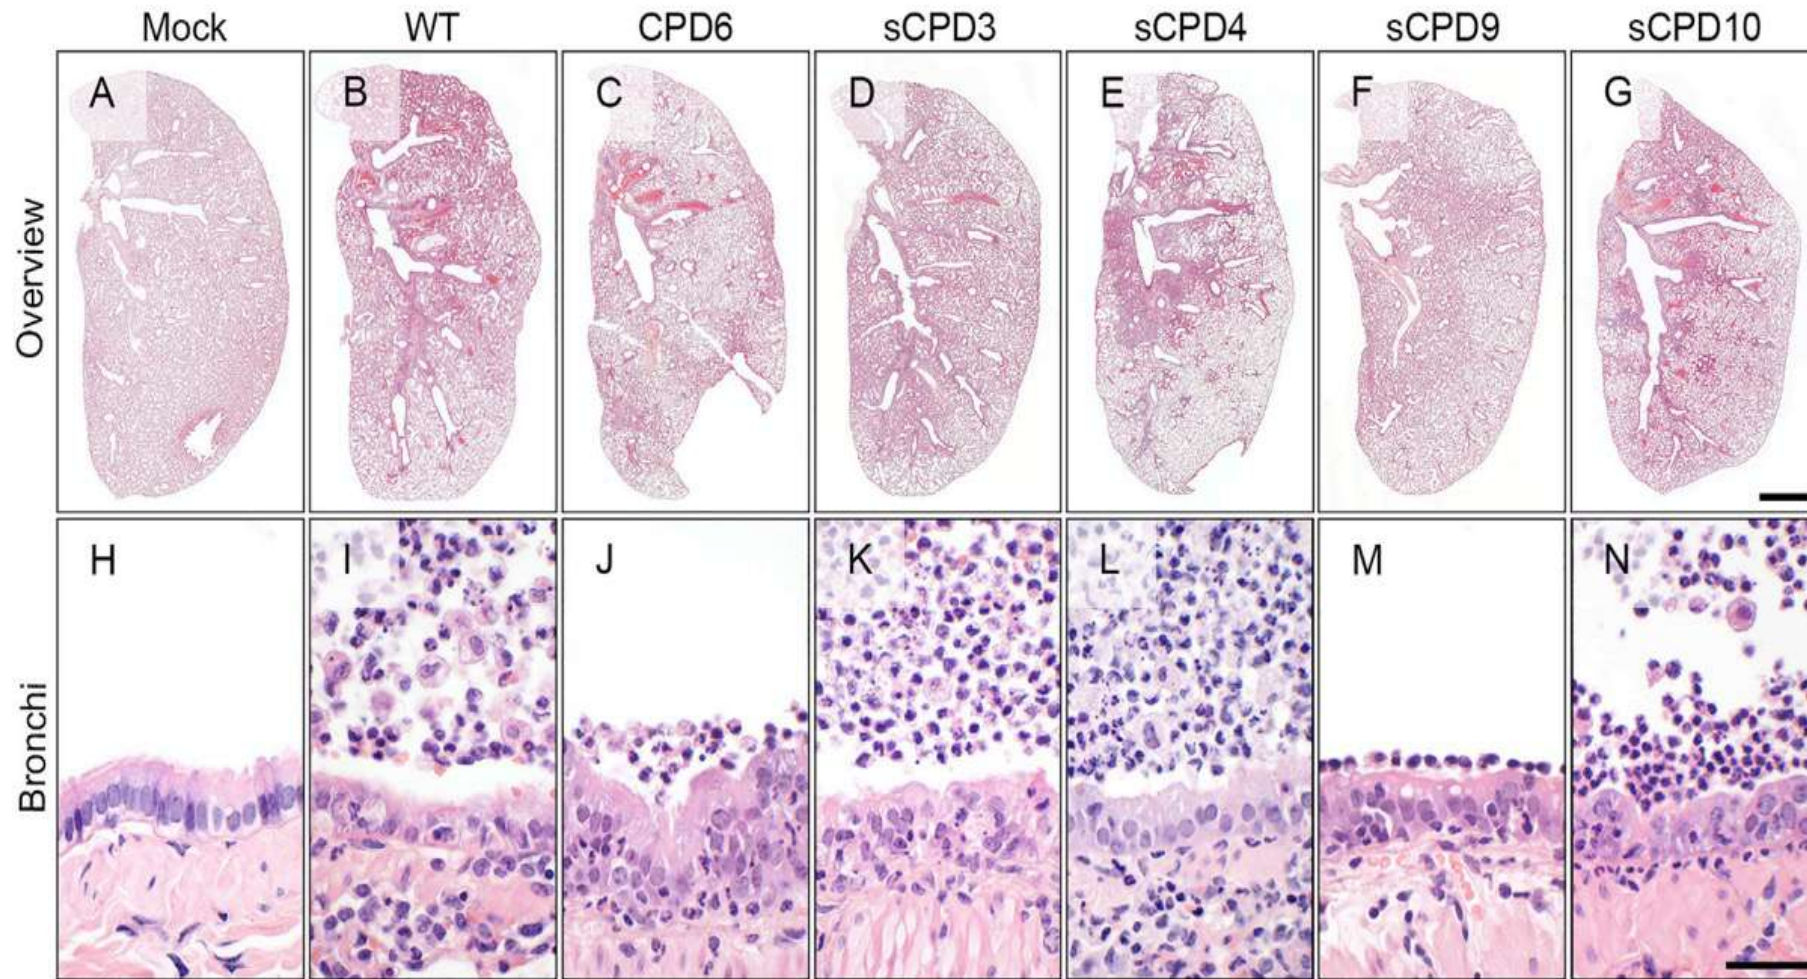 Mock WT CPD6 sCPD3 sCPD4 sCPD9 sCPD10
Overview
A B C D E F G
Bronchi
H I J K L M N